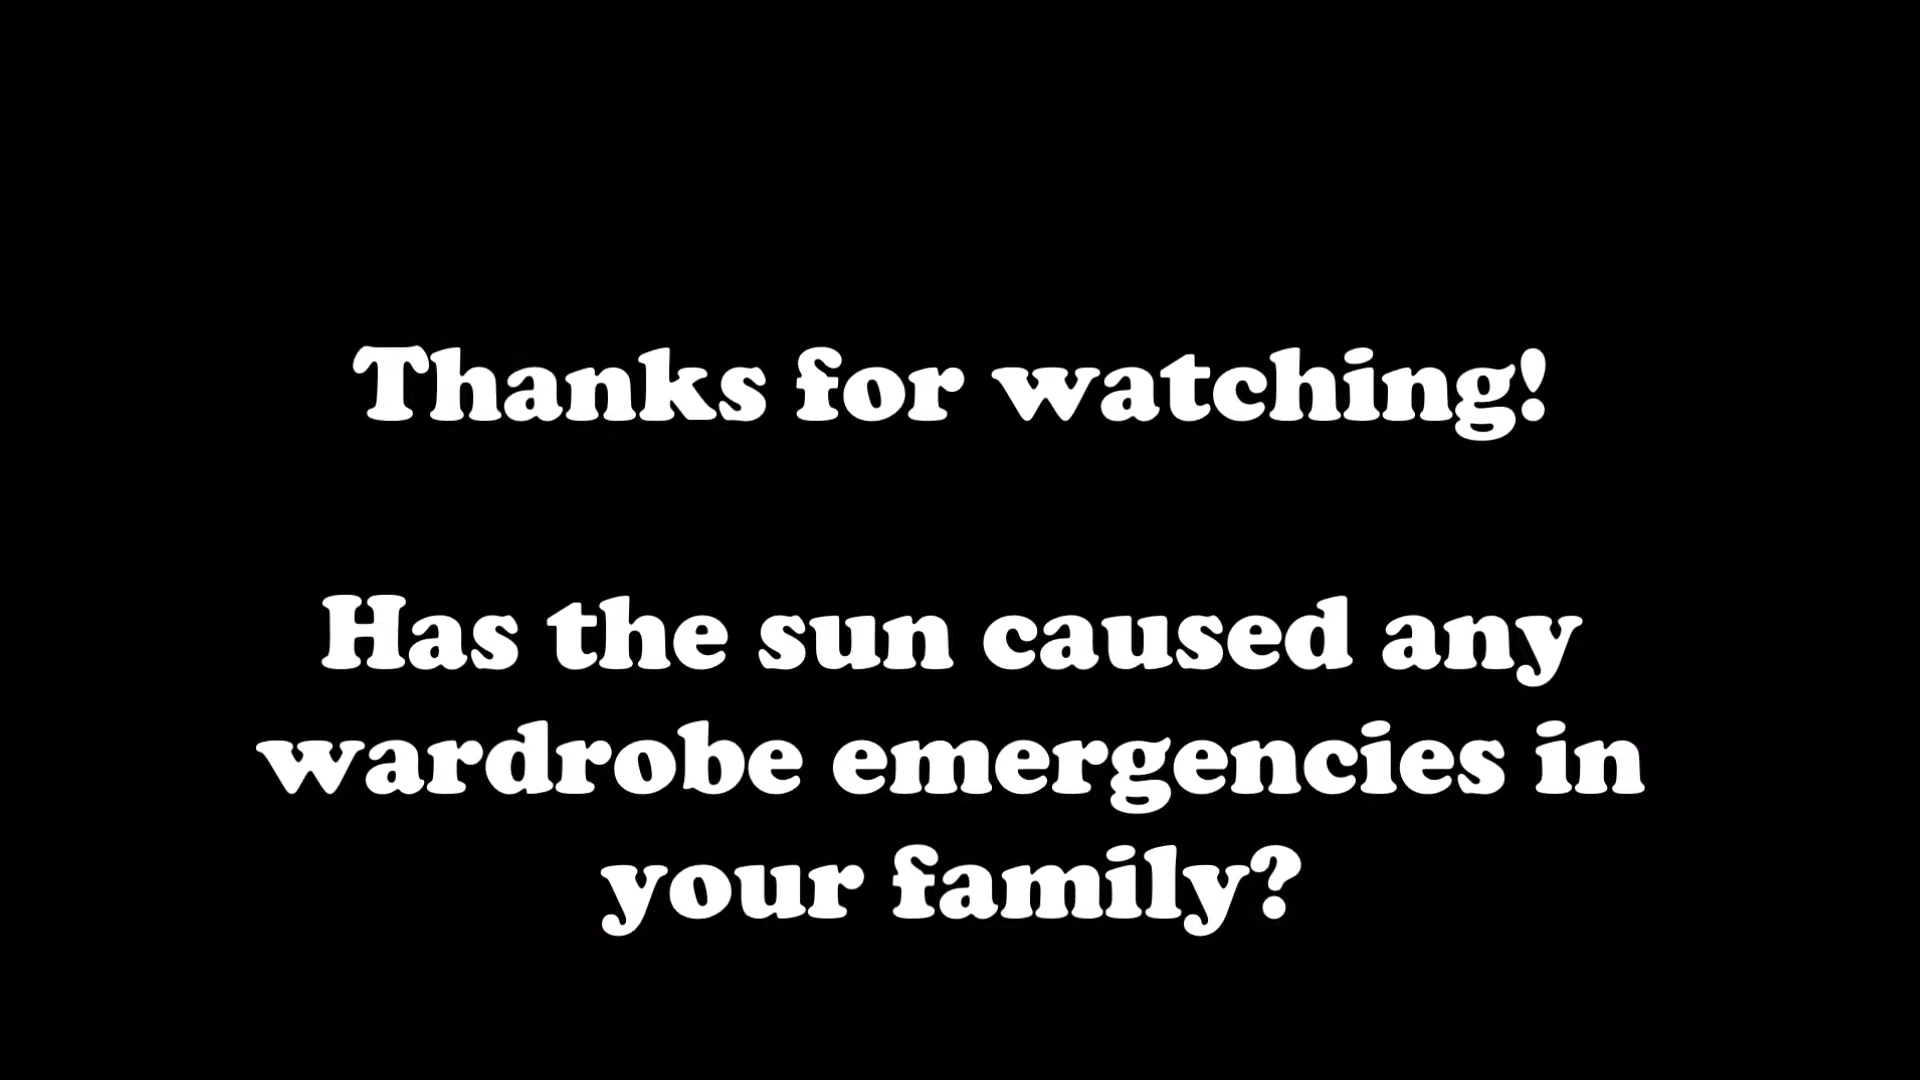 Thanks for watching!
Has the sun caused any
wardrobe emergencies in
your family?